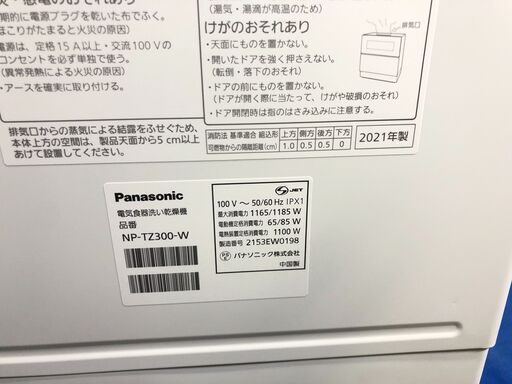 ・感電のおそれあり
期的に電源プラグを乾いた布でふく。
ほこりがたまると火災の原因)
電源は、定格15A以上・交流100Vの
コンセントを必ず単独で使う。
(異常発熱による火災の原因)
・アースを確実に取り付ける。
(湯気・湯滴が高温のため)
けがのおそれあり
・天面にものを置かない。
・開いたドアを強く押さえない。
(転倒・落下のおそれ)
・ドアの前にものを置かない。
(ドアが開く際に当たって、けがや破損のおそれ)
・ドア開閉時は指のはさみ込みに注意する。
排気口
排気口からの蒸気による結露をふせぐため、
本体上方の空間は、製品天面から5cm以上
あけて設置してください。
消防法 基準適合 組込形 上方 側方 後方 下方
可燃物からの離隔距離(cm) 1.0 0.5 0.5 0
2021年製
Panasonic
電気食器洗い乾燥機
品番
NP-TZ300-W
JET
100 V ~ 50/60 Hz IPX1
最大消費電力 1165/1185 W
電動機定格消費電力 65/85 W
電熱装置定格消費電力 1100 W
製造番号 2153EW0198
パナソニック株式会社
中国製